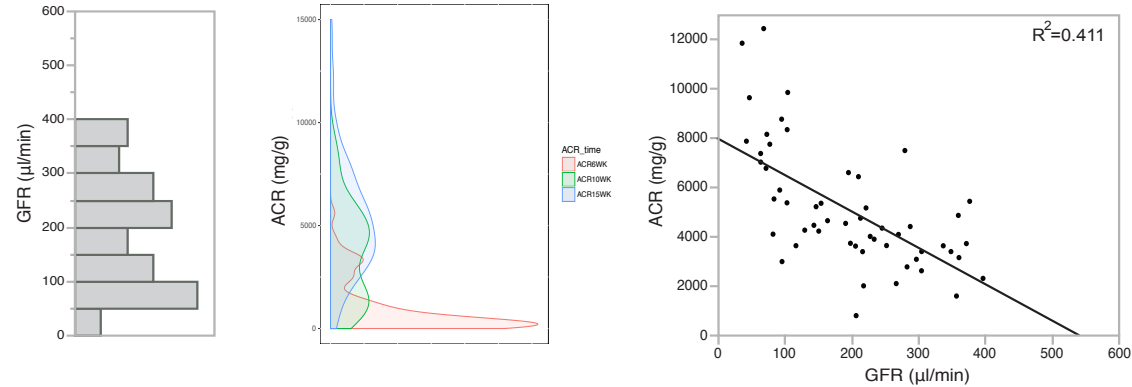 600
500
400
300
200
100
0
GFR (µl/min)
15000
10000
5000
0
ACR (mg/g)
ACR_time
ACR6WK
ACR10WK
ACR15WK
R2=0.411
12000
10000
8000
6000
4000
2000
0
ACR (mg/g)
0 100 200 300 400 500 600
GFR (µl/min)